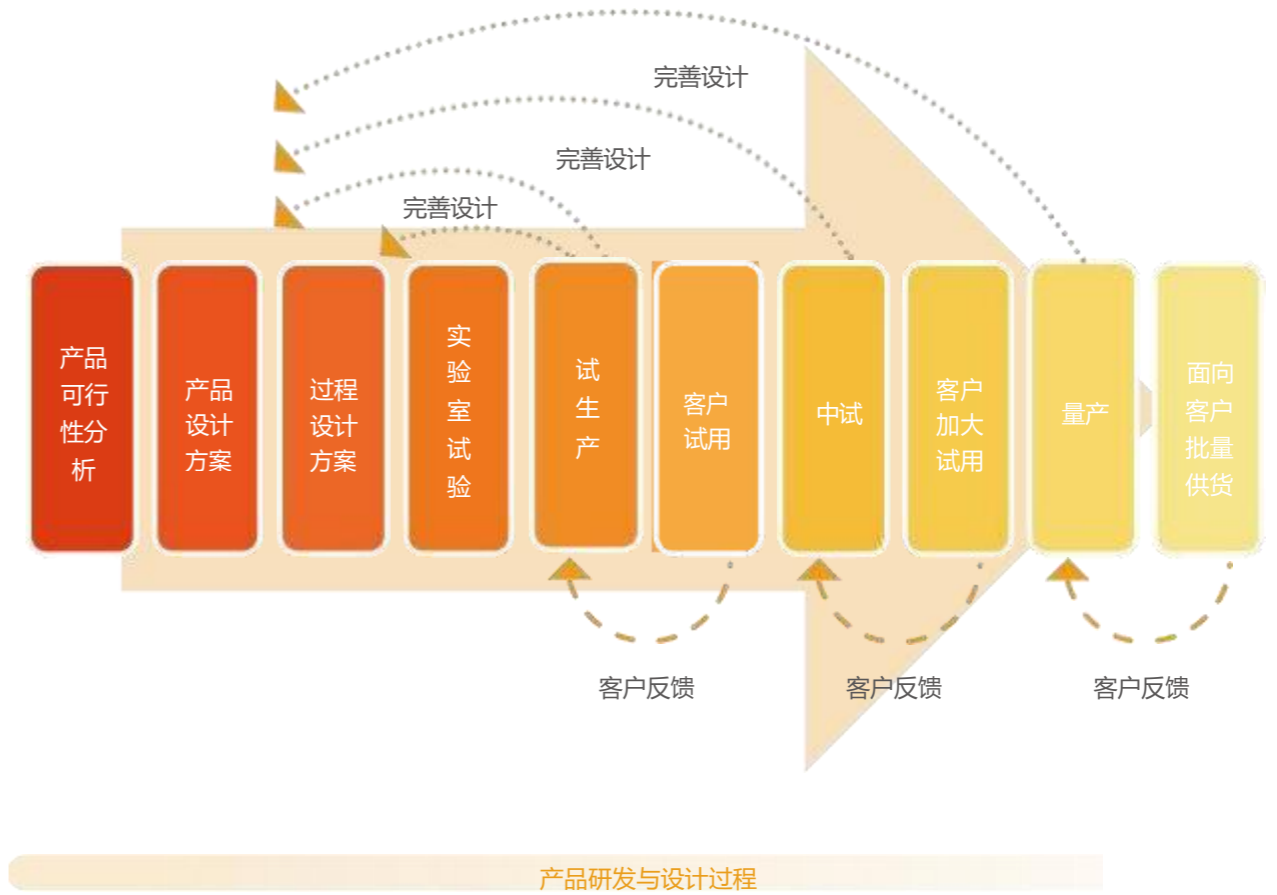 完善设计
完善设计
完善设计
产品
可行
性分
析
产品
设计
方案
过程
设计
方案
实
验
室
试
验
试
生
产
客户
试用
中试
客户
加大
试用
量产
面向
客户
批量
供货
客户反馈
客户反馈
客户反馈
产品研发与设计过程